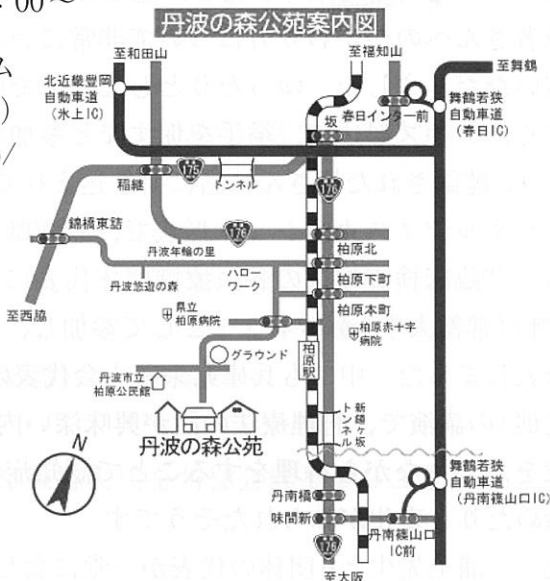 : 00～
丹波の森公苑案内図
至和田山
至福知山
至舞鶴
ム
北近畿豊岡
自動車道
(氷上IC)
)
/
春日インター前
舞鶴若狭
自動車道
(春日IC)
坂
175
稲継
トンネル
176
錦橋東詰
176
丹波年輪の里
柏原北
丹波悠遊の森
ハロー
ワーク
柏原下町
至西脇
県立
柏原病院
柏原本町
柏原赤十字
病院
グラウンド
柏原駅
丹波市立
柏原公民館
新鐘ヶ坂
トンネル
丹波の森公苑
N
舞鶴若狭
自動車道
(丹南篠山口IC)
丹南橋
味間新
丹南篠山口
IC前
176
至大阪